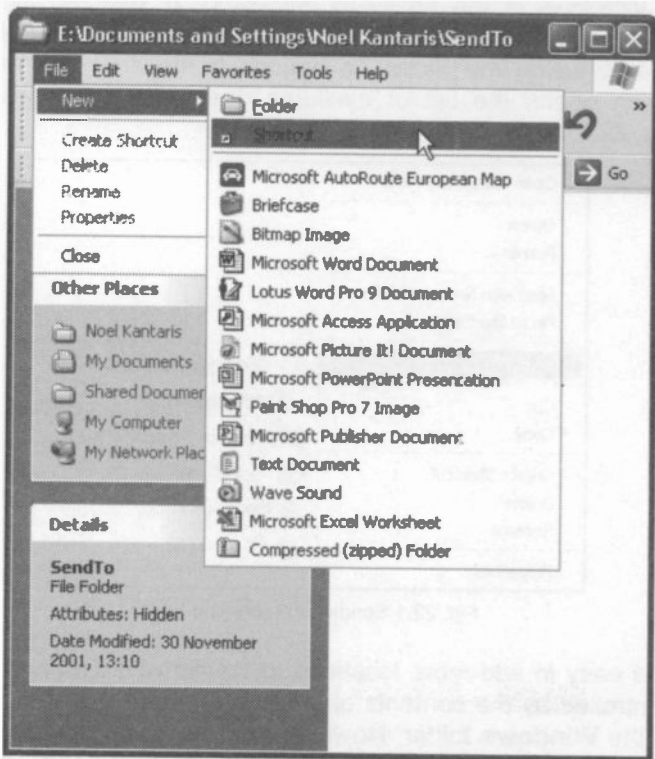 E:\Documents and Settings\Noel Kantaris\SendTo
File Edit View Favorites Tools Help
New
Create Shortcut
Delete
Rename
Properties
Close
Folder
Shortcut
Microsoft AutoRoute European Map
Briefcase
Bitmap Image
Microsoft Word Document
Lotus Word Pro 9 Document
Microsoft Access Application
Microsoft Picture It! Document
Microsoft PowerPoint Presentation
Paint Shop Pro 7 Image
Microsoft Publisher Document
Text Document
Wave Sound
Microsoft Excel Worksheet
Compressed (zipped) Folder
»
Go
Other Places
Noel Kantaris
My Documents
Shared Documer
My Computer
My Network Plac
Details
SendTo
File Folder
Attributes: Hidden
Date Modified: 30 November
2001, 13:10